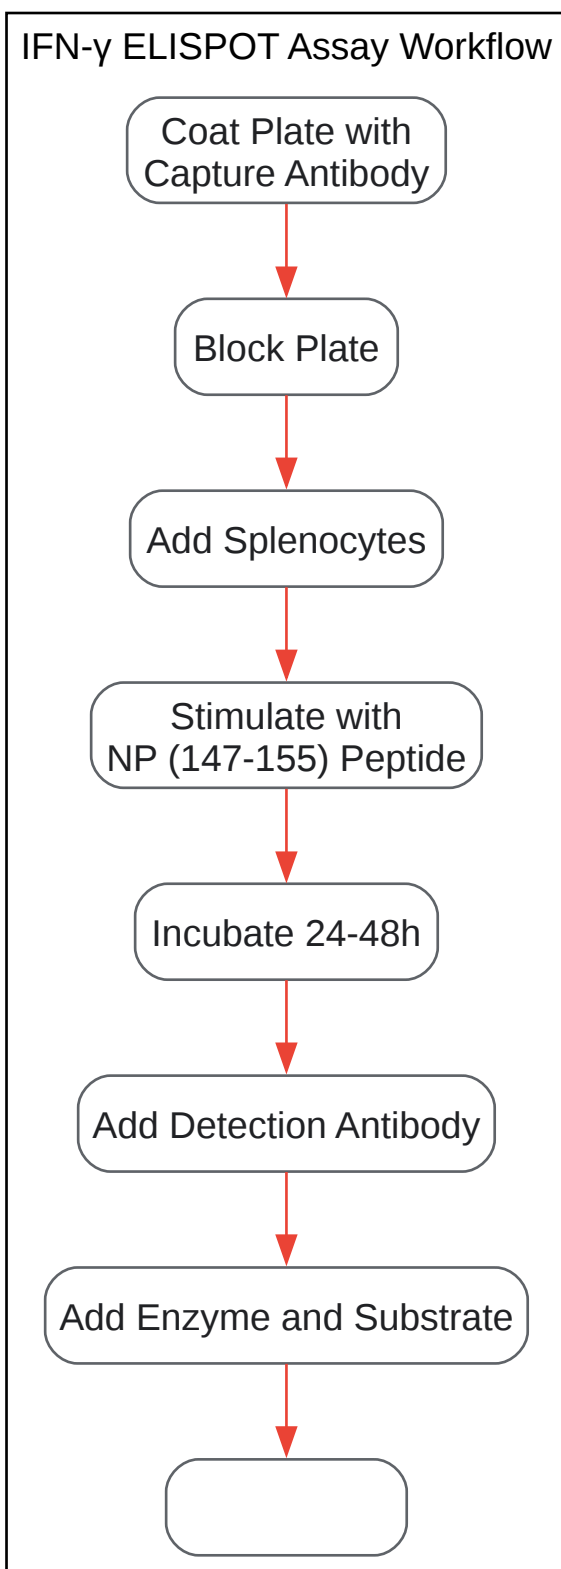 IFN-γ ELISPOT Assay Workflow
Coat Plate with
Capture Antibody
Block Plate
Add Splenocytes
Stimulate with
NP (147-155) Peptide
Incubate 24-48h
Add Detection Antibody
Add Enzyme and Substrate